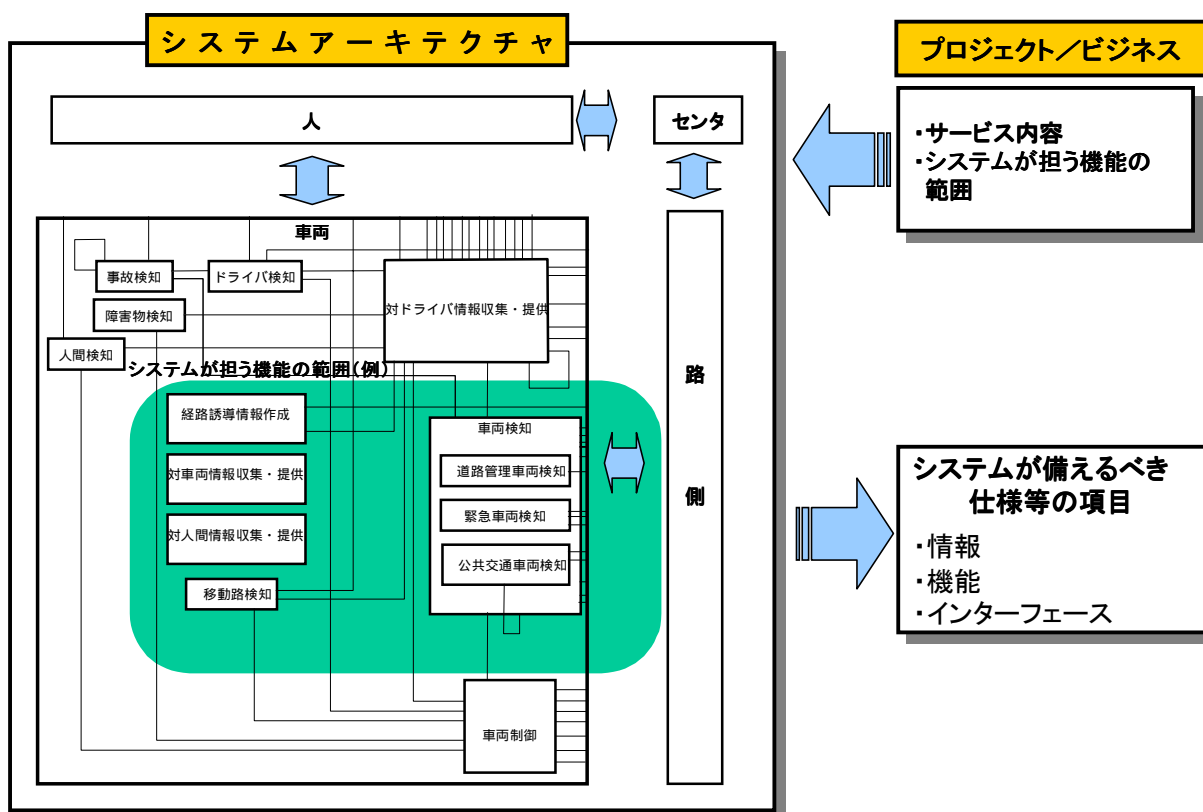 システムアーキテクチャ
プロジェクト／ビジネス
人
センタ
・サービス内容
・システムが担う機能の
範囲
車両
事故検知
ドライバ検知
対ドライバ情報収集・提供
障害物検知
人間検知
システムが担う機能の範囲（例）
路
側
経路誘導情報作成
車両検知
対車両情報収集・提供
道路管理車両検知
緊急車両検知
対人間情報収集・提供
公共交通車両検知
移動路検知
車両制御
システムが備えるべき
仕様等の項目
・情報
・機能
・インターフェース